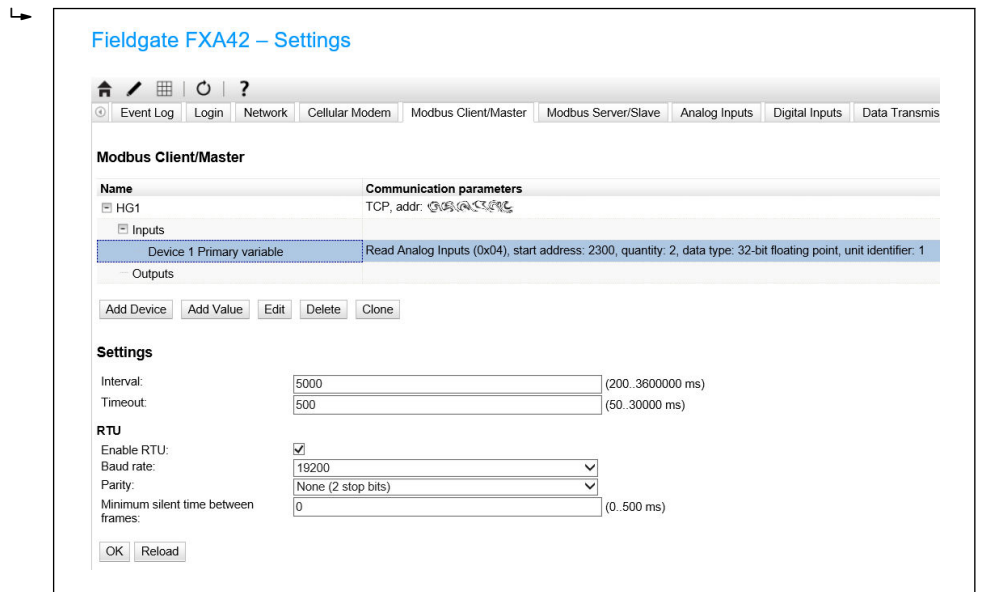 Fieldgate FXA42 – Settings
?
Event Log Login Network Cellular Modem Modbus Client/Master Modbus Server/Slave Analog Inputs Digital Inputs Data Transmis
Modbus Client/Master
Name Communication parameters
HG1 TCP, addr:
Inputs
Device 1 Primary variable Read Analog Inputs (0x04), start address: 2300, quantity: 2, data type: 32-bit floating point, unit identifier: 1
Outputs
Add Device Add Value Edit Delete Clone
Settings
Interval: 5000 (200..3600000 ms)
Timeout: 500 (50..30000 ms)
RTU
Enable RTU:
Baud rate: 19200
Parity: None (2 stop bits)
Minimum silent time between
frames: 0 (0..500 ms)
OK Reload